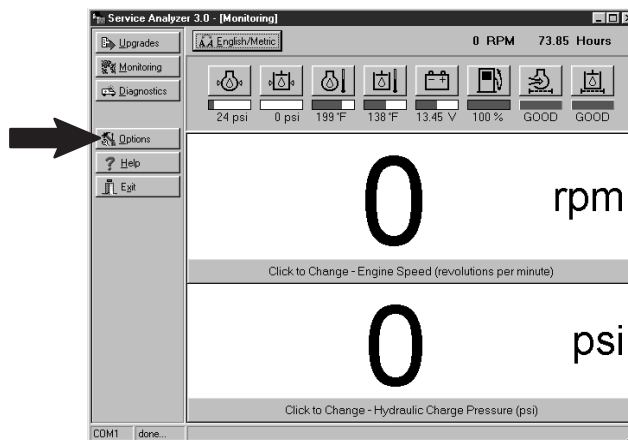 Service Analyzer 3.0 - [Monitoring]
Upgrades
Monitoring
Diagnostics
Options
Help
Exit
English/Metric
0 RPM 73.85 Hours
24 psi 0 psi 199 °F 138 °F 13.45 V 100 % GOOD GOOD
0 rpm
Click to Change - Engine Speed (revolutions per minute)
0 psi
Click to Change - Hydraulic Charge Pressure (psi)
COM1 done...